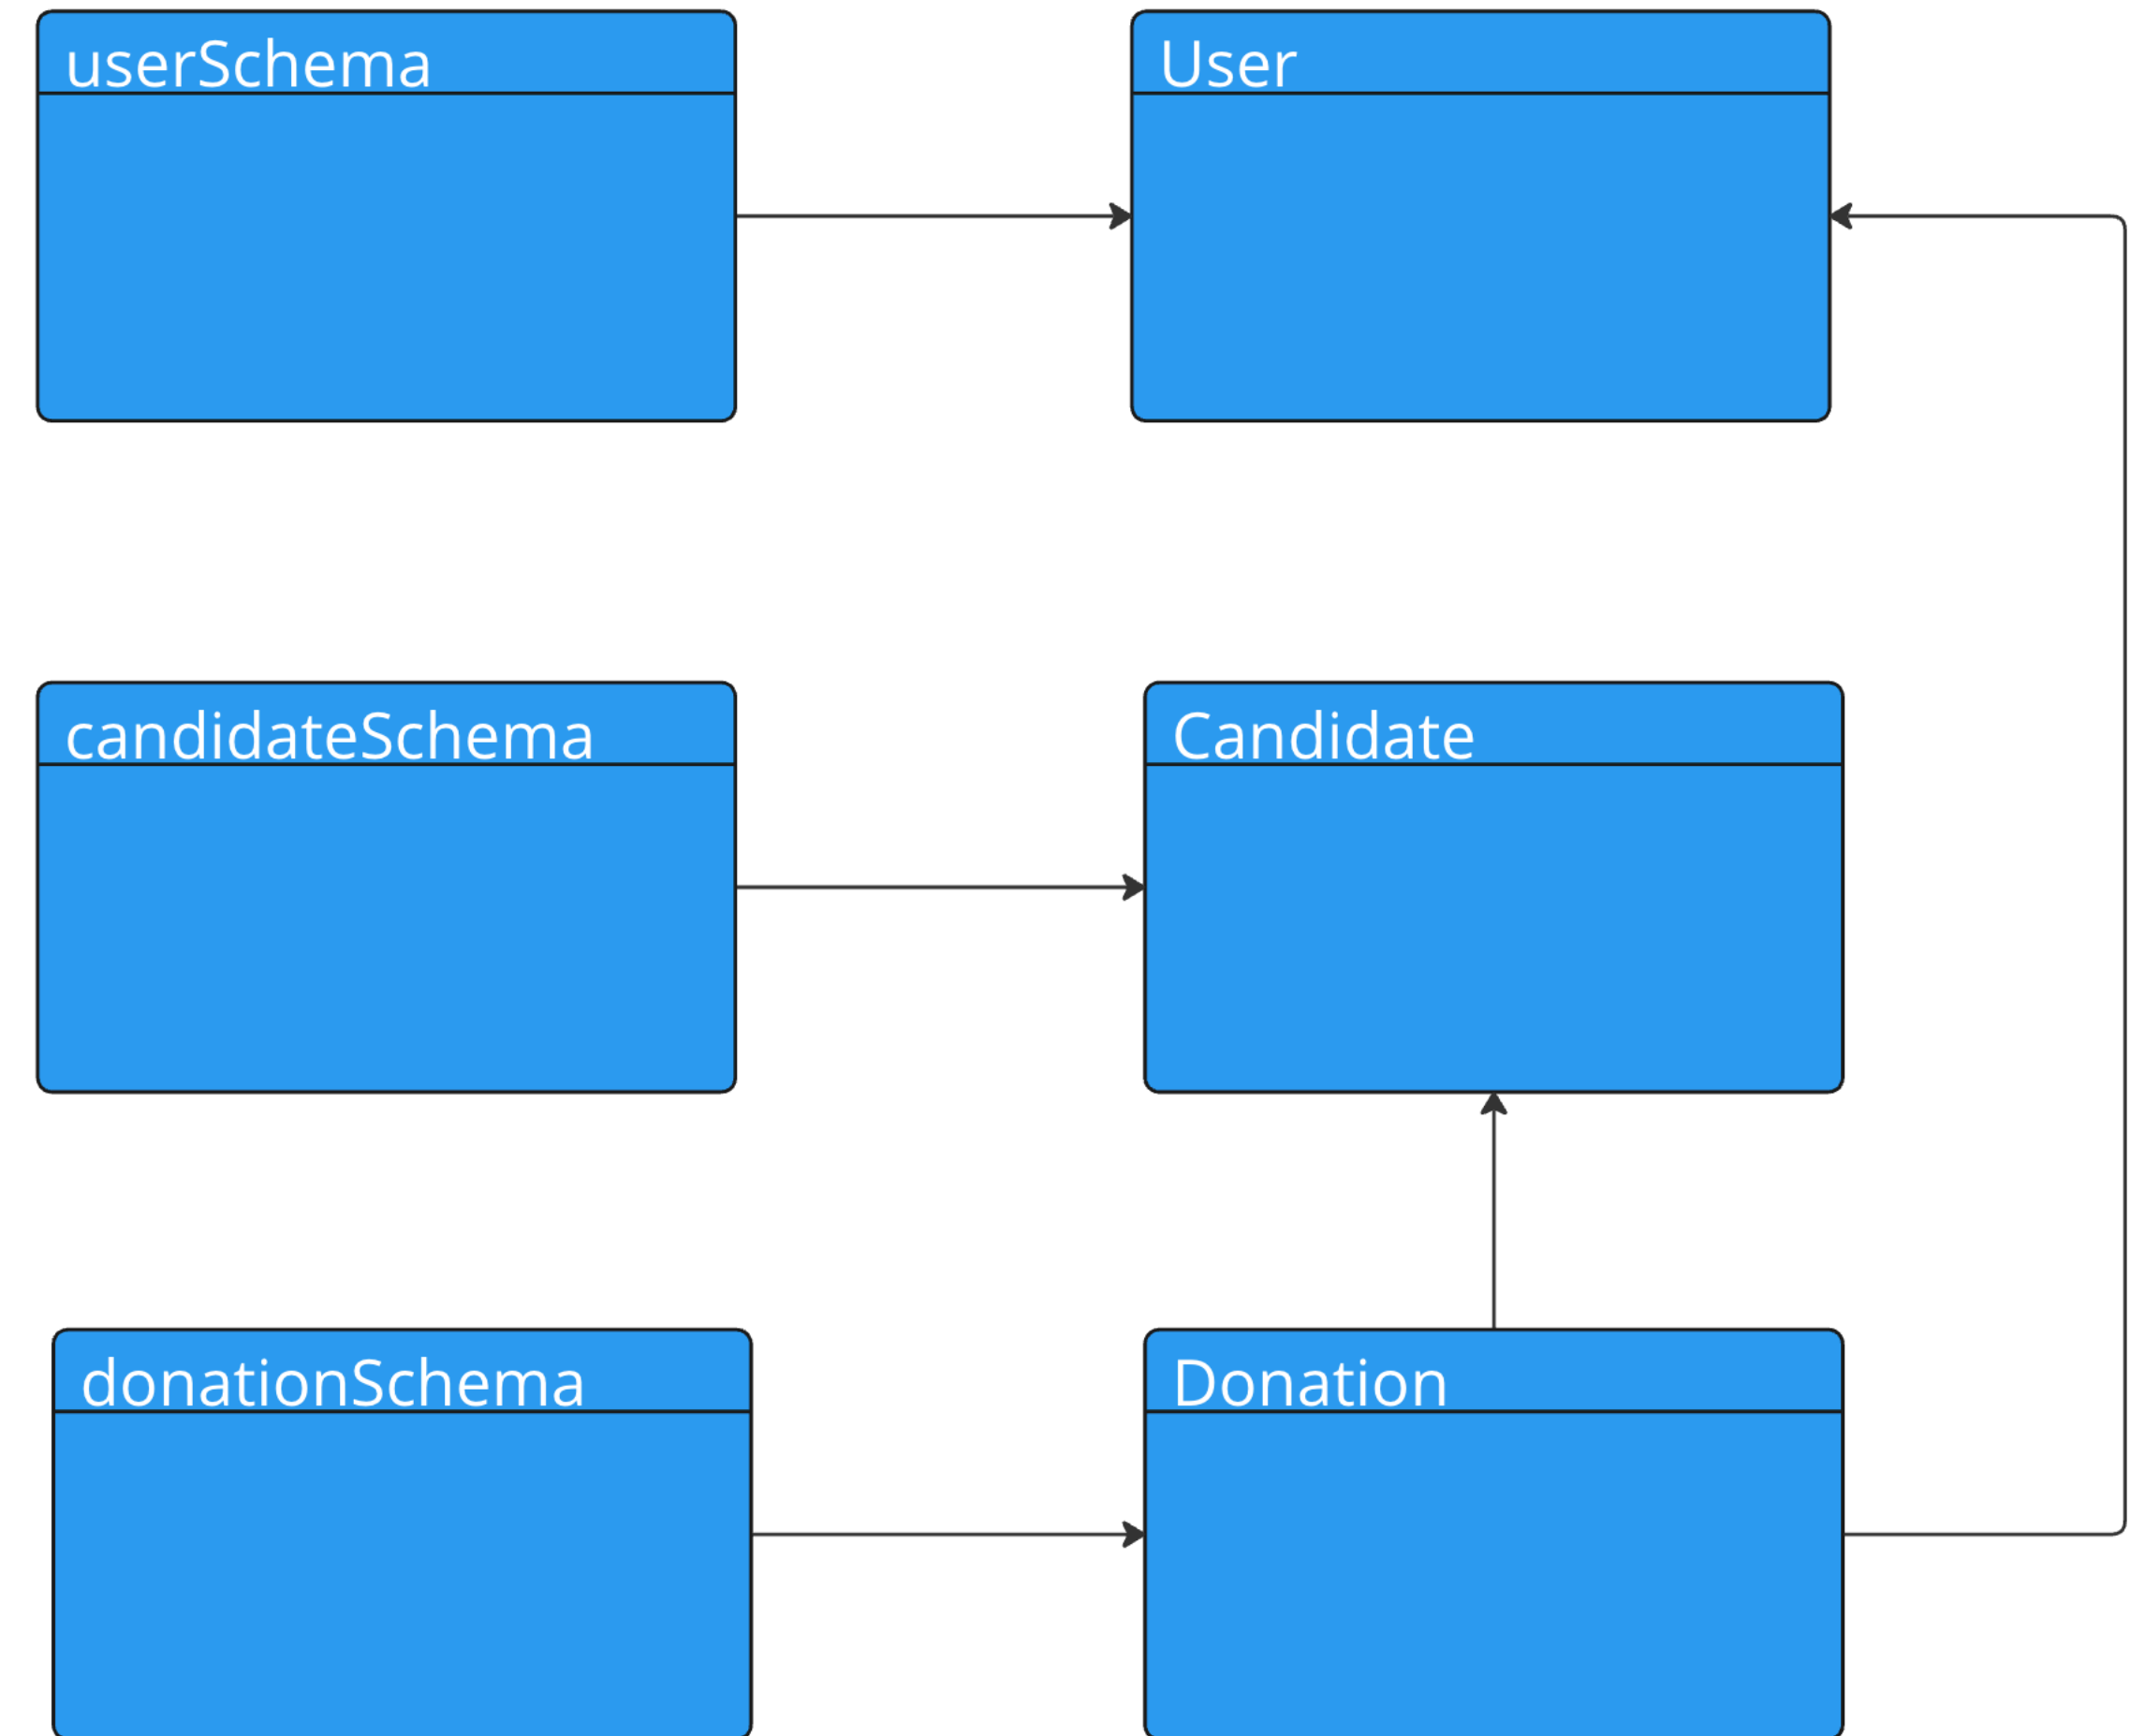 userSchema
User
candidateSchema
Candidate
donationSchema
Donation